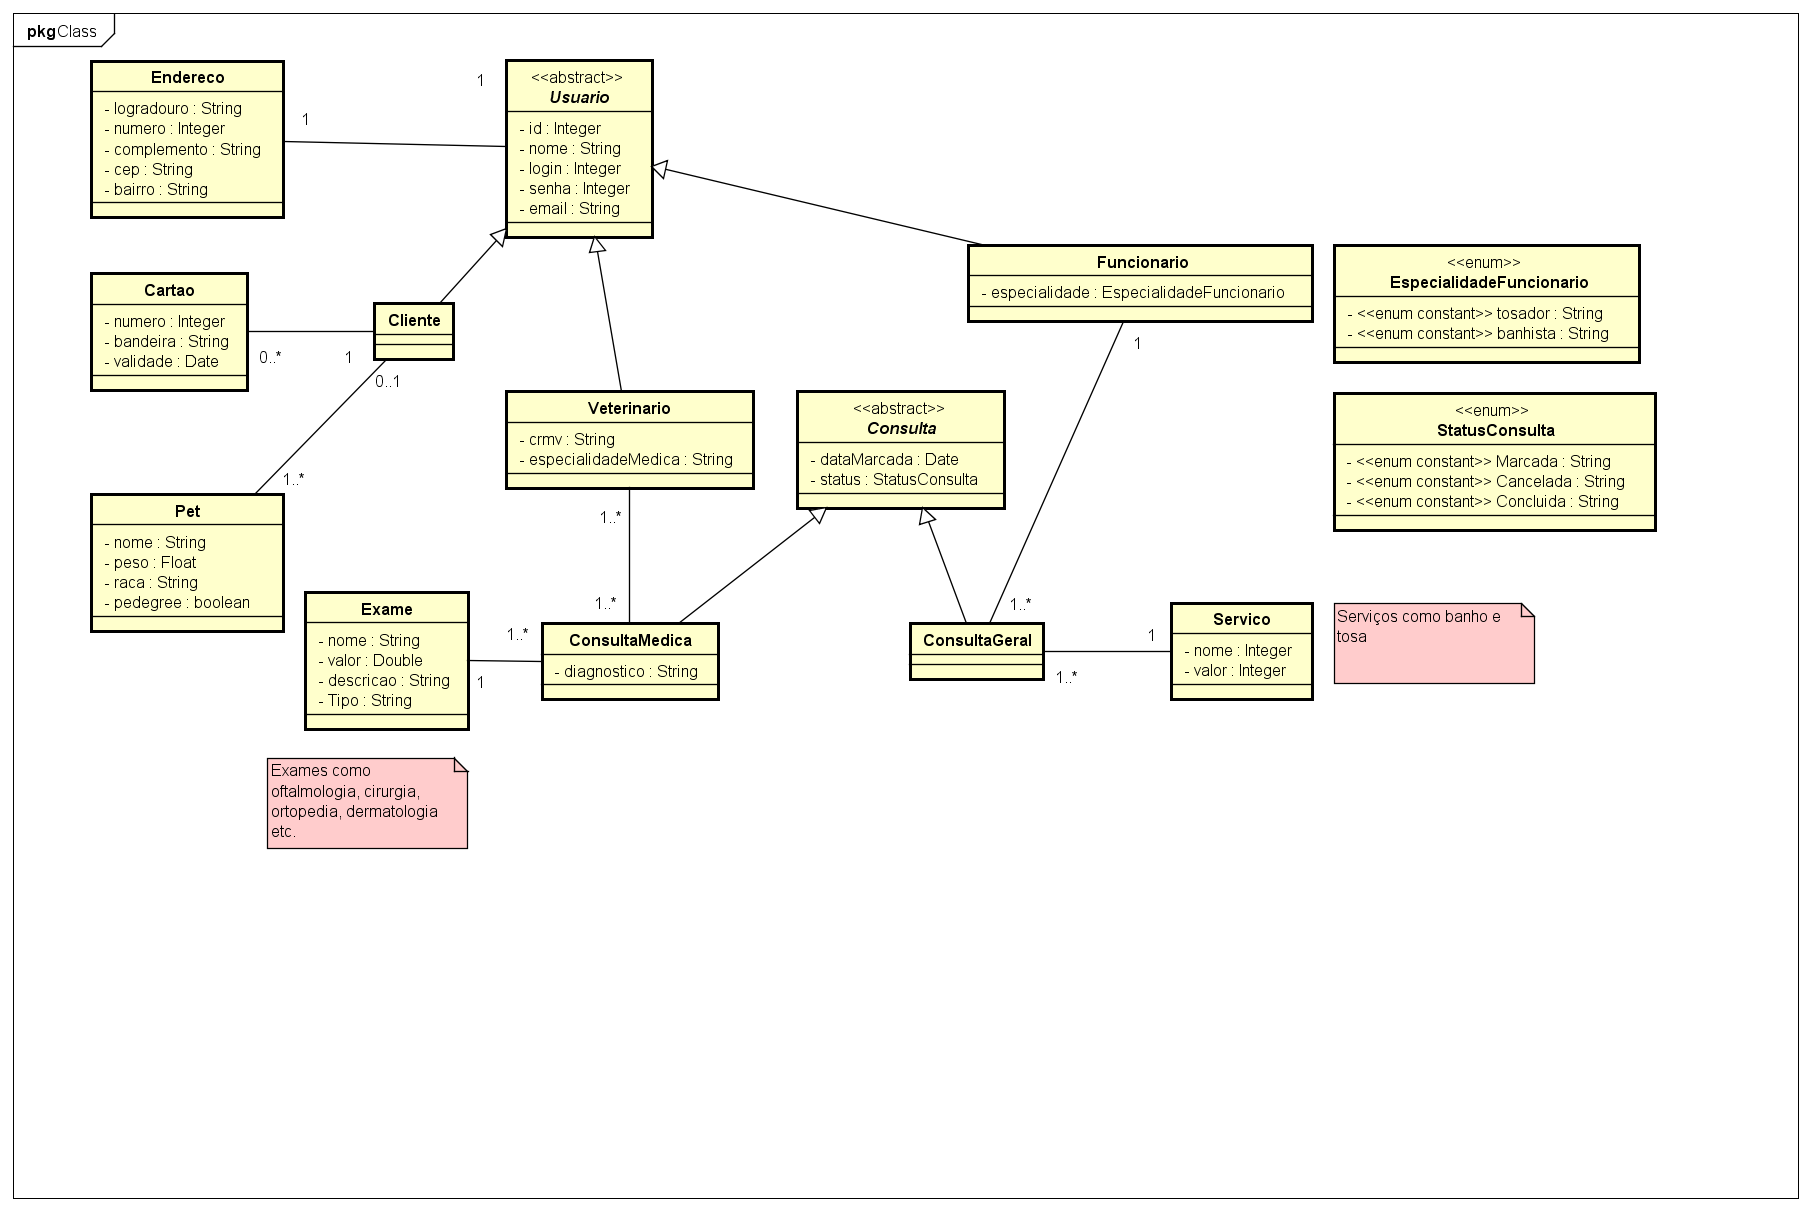 pkg Class
Endereco
- logradouro : String
- numero : Integer
- complemento : String
- cep : String
- bairro : String
1
1
<<abstract>>
Usuario
- id : Integer
- nome : String
- login : Integer
- senha : Integer
- email : String
Cartao
- numero : Integer
- bandeira : String
- validade : Date
0..*
1
Cliente
0..1
1..*
Funcionario
- especialidade : EspecialidadeFuncionario
1
<<enum>>
EspecialidadeFuncionario
- <<enum constant>> tosador : String
- <<enum constant>> banhista : String
Veterinario
- crmv : String
- especialidadeMedica : String
1..*
1..*
<<abstract>>
Consulta
- dataMarcada : Date
- status : StatusConsulta
<<enum>>
StatusConsulta
- <<enum constant>> Marcada : String
- <<enum constant>> Cancelada : String
- <<enum constant>> Concluida : String
Pet
- nome : String
- peso : Float
- raca : String
- pedegree : boolean
Exame
- nome : String
- valor : Double
- descricao : String
- Tipo : String
1..*
1
ConsultaMedica
- diagnostico : String
1..*
ConsultaGeral
1..*
1
Servico
- nome : Integer
- valor : Integer
Serviços como banho e
tosa
Exames como
oftalmologia, cirurgia,
ortopedia, dermatologia
etc.